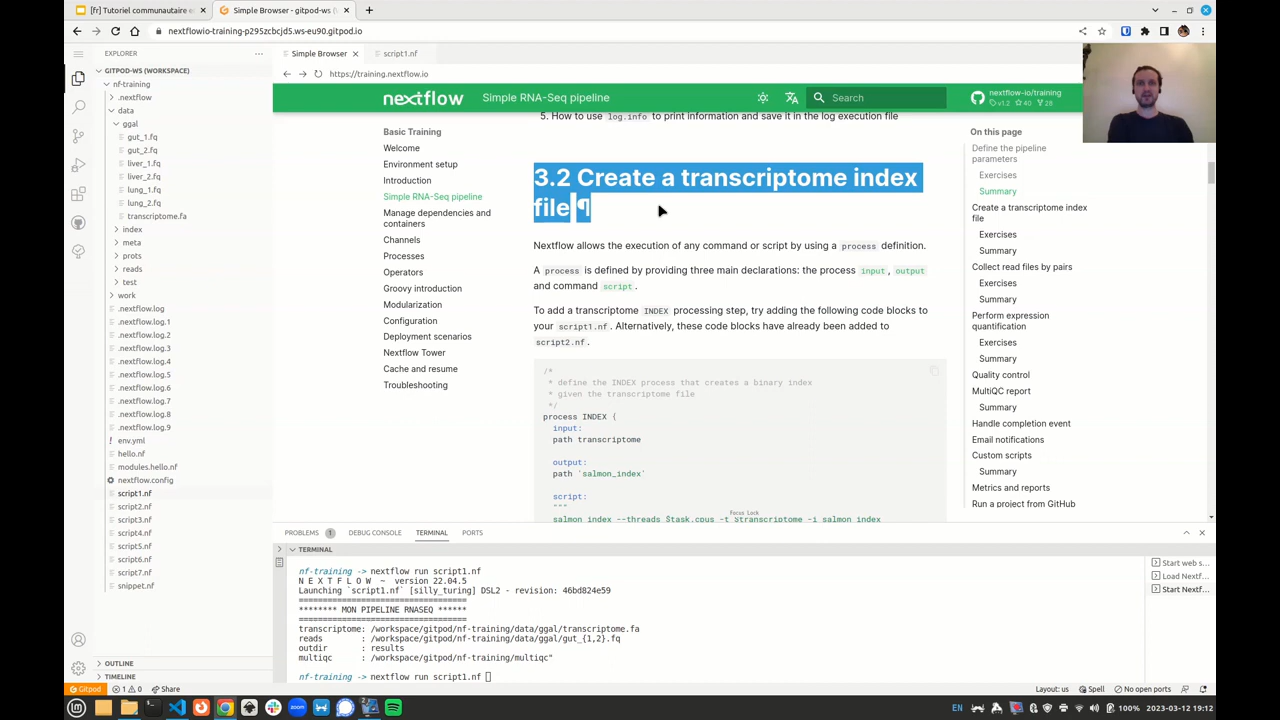 [fr] Tutoriel communautaire e
Simple Browser - gitpod-ws (
nextflowio-training-p295zcbcjd5.ws-eu90.gitpod.io
EXPLORER
GITPOD-WS (WORKSPACE)
nf-training
.nextflow
data
ggal
gut_1.fq
gut_2.fq
liver_1.fq
liver_2.fq
lung_1.fq
lung_2.fq
transcriptome.fa
index
meta
prots
reads
test
work
.nextflow.log
.nextflow.log.1
.nextflow.log.2
.nextflow.log.3
.nextflow.log.4
.nextflow.log.5
.nextflow.log.6
.nextflow.log.7
.nextflow.log.8
.nextflow.log.9
env.yml
hello.nf
modules.hello.nf
nextflow.config
script1.nf
script2.nf
script3.nf
script4.nf
script5.nf
script6.nf
script7.nf
snippet.nf
OUTLINE
TIMELINE
Simple Browser
script1.nf
https://training.nextflow.io
nextflow
Simple RNA-Seq pipeline
Search
nextflow-io/training
v1.2 40 28
Basic Training
Welcome
Environment setup
Introduction
Simple RNA-Seq pipeline
Manage dependencies and
containers
Channels
Processes
Operators
Groovy introduction
Modularization
Configuration
Deployment scenarios
Nextflow Tower
Cache and resume
Troubleshooting
5. How to use log.info to print information and save it in the log execution file
3.2 Create a transcriptome index
file¶
Nextflow allows the execution of any command or script by using a process definition.
A process is defined by providing three main declarations: the process input, output
and command script.
To add a transcriptome INDEX processing step, try adding the following code blocks to
your script1.nf. Alternatively, these code blocks have already been added to
script2.nf.
/*
* define the INDEX process that creates a binary index
* given the transcriptome file
*/
process INDEX {
input:
path transcriptome
output:
path `salmon_index`
script:
"""
salmon index --threads $task.cpus -t $transcriptome -i salmon_index
Focus Lock
On this page
Define the pipeline
parameters
Exercises
Summary
Create a transcriptome index
file
Exercises
Summary
Collect read files by pairs
Exercises
Summary
Perform expression
quantification
Exercises
Summary
Quality control
MultiQC report
Summary
Handle completion event
Email notifications
Custom scripts
Summary
Metrics and reports
Run a project from GitHub
PROBLEMS 1 DEBUG CONSOLE TERMINAL PORTS
TERMINAL
nf-training -> nextflow run script1.nf
N E X T F L O W ~ version 22.04.5
Launching `script1.nf` [silly_turing] DSL2 - revision: 46bd824e59
===================================
******** MON PIPELINE RNASEQ ******
===================================
transcriptome: /workspace/gitpod/nf-training/data/ggal/transcriptome.fa
reads : /workspace/gitpod/nf-training/data/ggal/gut_{1,2}.fq
outdir : results
multiqc : /workspace/gitpod/nf-training/multiqc"
nf-training -> nextflow run script1.nf
Start web s...
Load Nextf...
Start Nextf...
Gitpod 1 0 Share
Layout: us Spell No open ports
zoom
EN 100% 2023-03-12 19:12